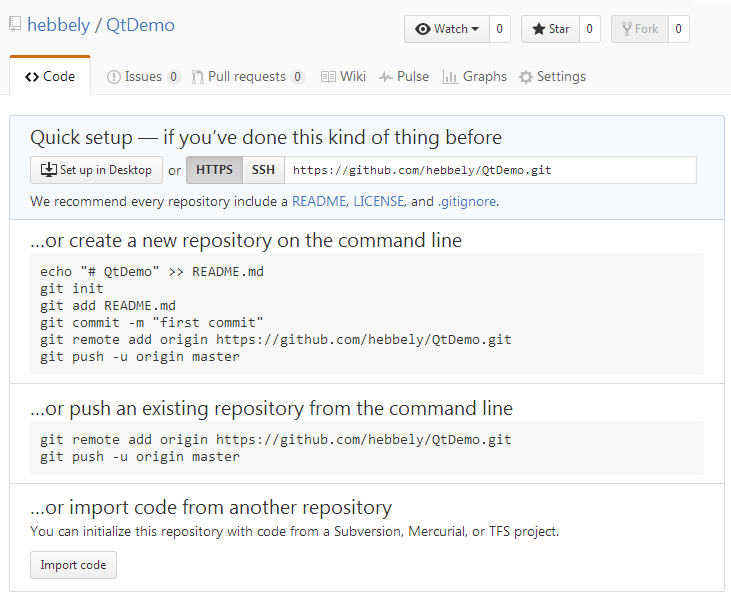 hebbely / QtDemo
Watch 0 Star 0 Fork 0
Code Issues 0 Pull requests 0 Wiki Pulse Graphs Settings
Quick setup — if you’ve done this kind of thing before
Set up in Desktop or HTTPS SSH https://github.com/hebbely/QtDemo.git
We recommend every repository include a README, LICENSE, and .gitignore.
…or create a new repository on the command line
echo "# QtDemo" >> README.md
git init
git add README.md
git commit -m "first commit"
git remote add origin https://github.com/hebbely/QtDemo.git
git push -u origin master
…or push an existing repository from the command line
git remote add origin https://github.com/hebbely/QtDemo.git
git push -u origin master
…or import code from another repository
You can initialize this repository with code from a Subversion, Mercurial, or TFS project.
Import code